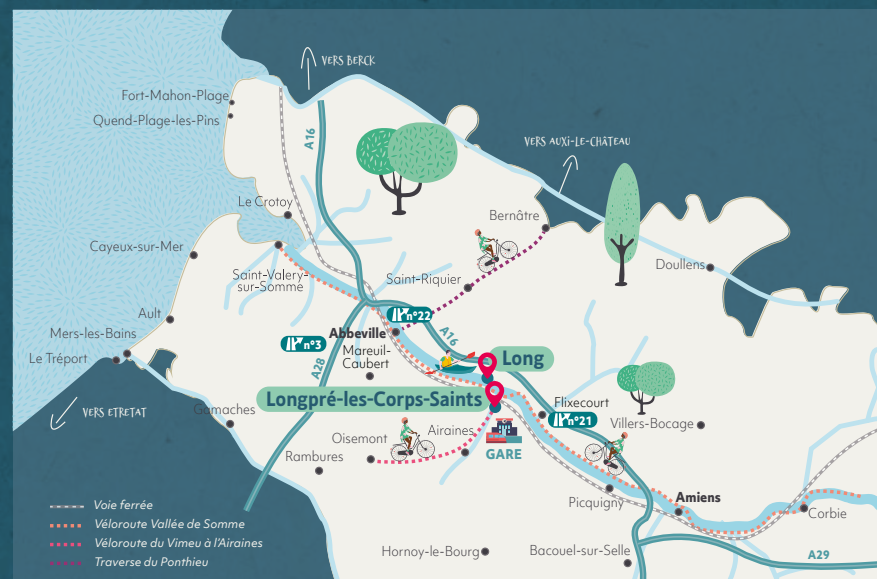 VERS BERCK
Fort-Mahon-Plage
Quend-Plage-les-Pins
A16
VERS AUXI-LE-CHÂTEAU
Le Crotoy
Bernâtre
Cayeux-sur-Mer
Doullens
Saint-Valery-
sur-Somme
Saint-Riquier
Ault
n°22
Mers-les-Bains
Abbeville
A16
n°3
Le Tréport
Mareuil-
Caubert
Long
A28
Longpré-les-Corps-Saints
VERS ETRETAT
Gamaches
Flixecourt
n°21
Villers-Bocage
Oisemont
Airaines
GARE
Rambures
Picquigny
Amiens
Corbie
Voie ferrée
Véloroute Vallée de Somme
Véloroute du Vimeu à l'Airaines
Traverse du Ponthieu
Hornoy-le-Bourg
Bacouel-sur-Selle
A29